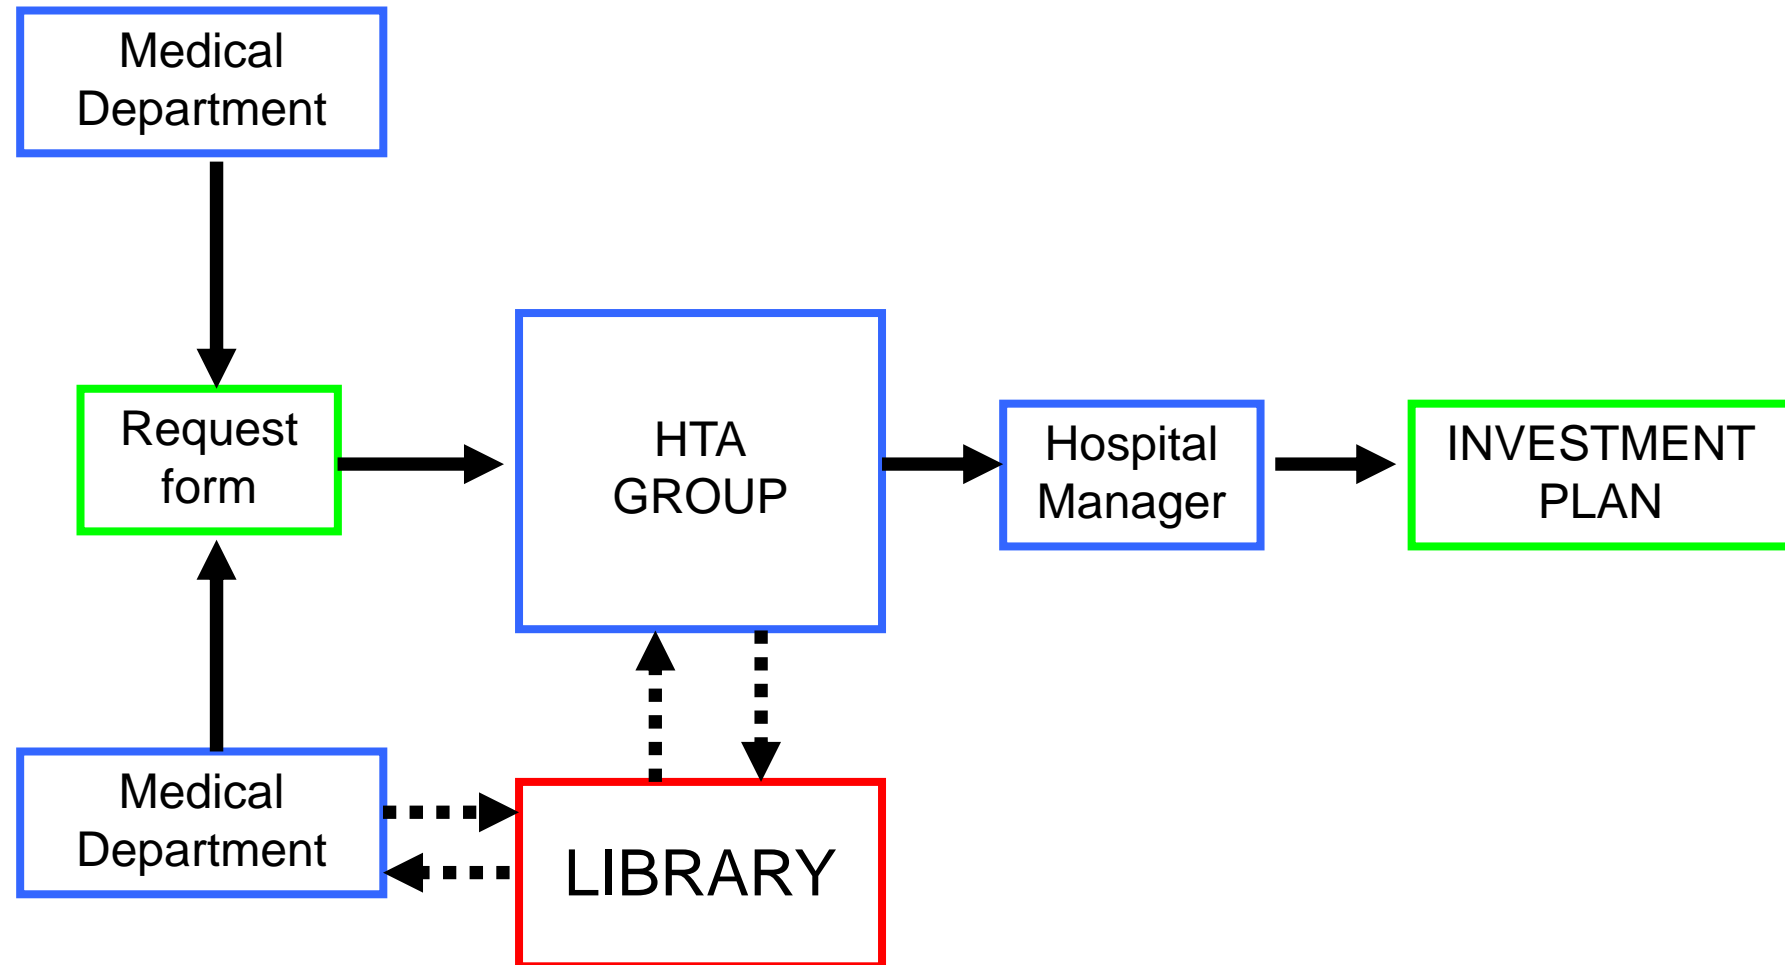 Medical
Department
Request
form
HTA
GROUP
Hospital
Manager
INVESTMENT
PLAN
Medical
Department
LIBRARY